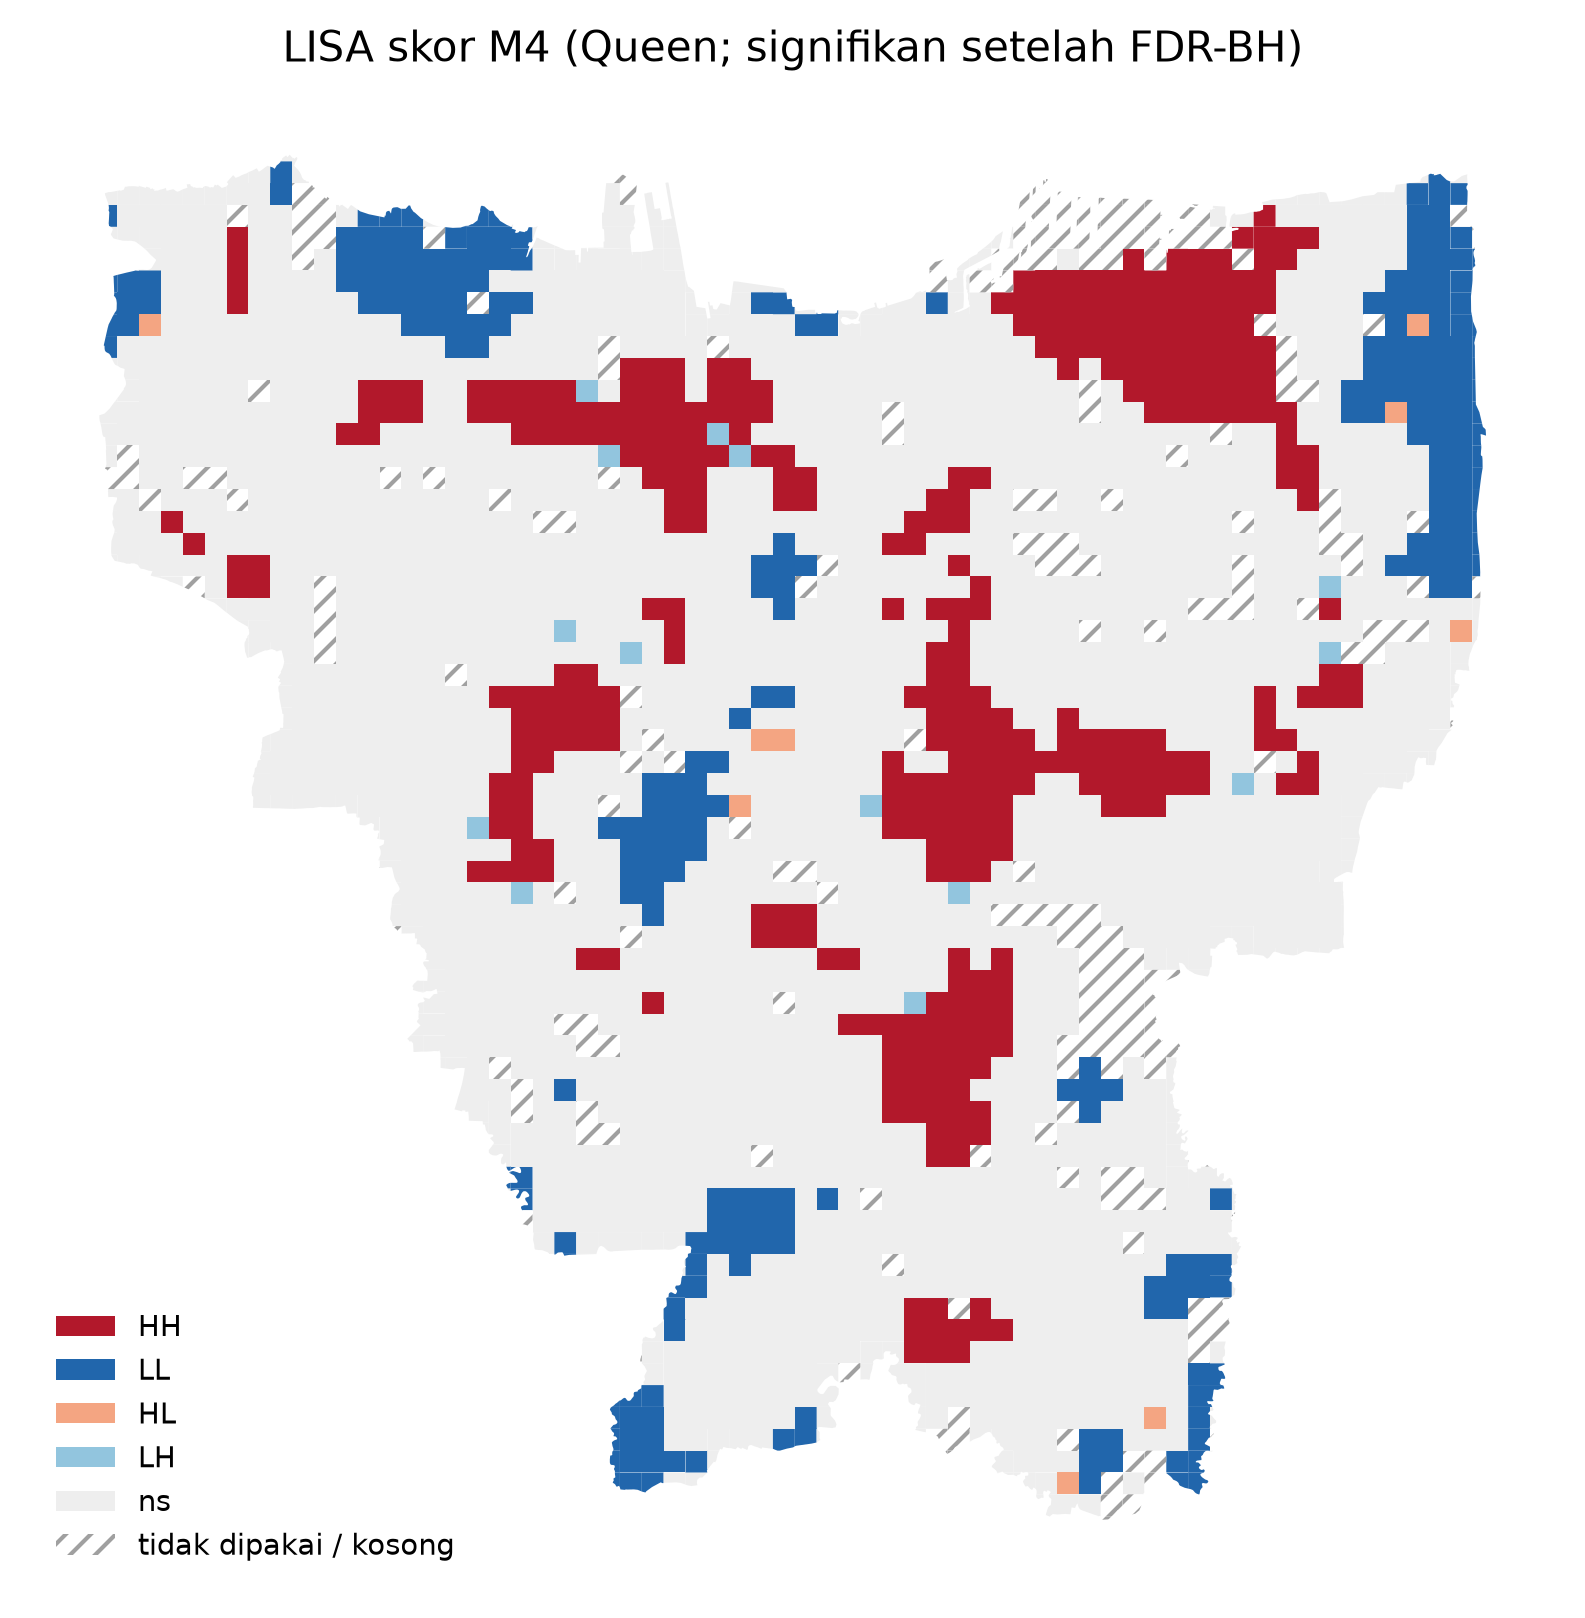 LISA skor M4 (Queen; signifikan setelah FDR-BH)
HH
LL
HL
LH
ns
tidak dipakai / kosong